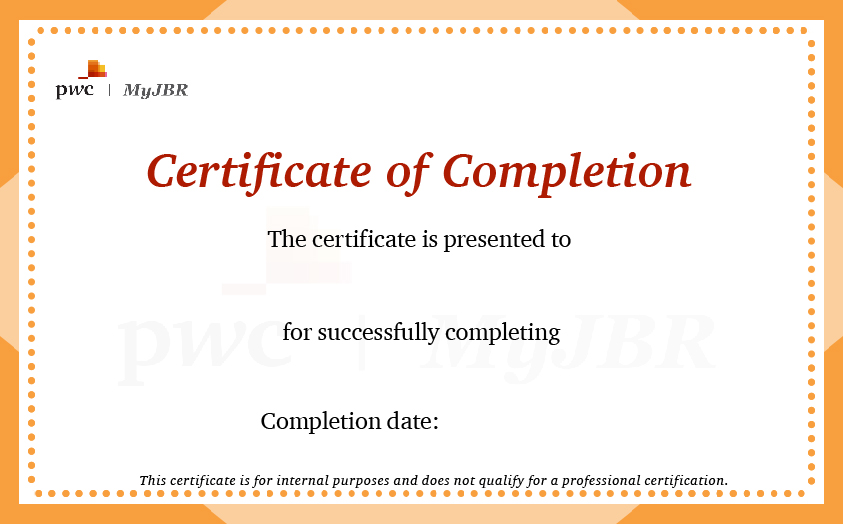 pwc | MyJBR
Certificate of Completion
The certificate is presented to
for successfully completing
pwc | MyJBR
Completion date:
This certificate is for internal purposes and does not qualify for a professional certification.